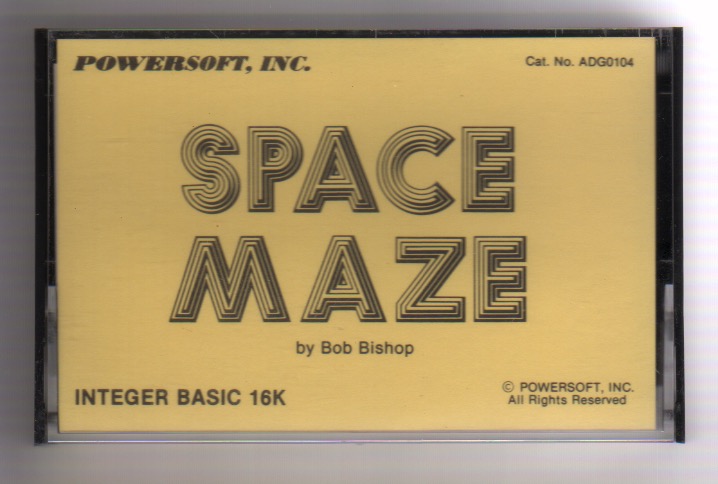 POWERSOFT, INC.
Cat. No. ADG0104
SPACE
MAZE
by Bob Bishop
INTEGER BASIC 16K
© POWERSOFT, INC.
All Rights Reserved